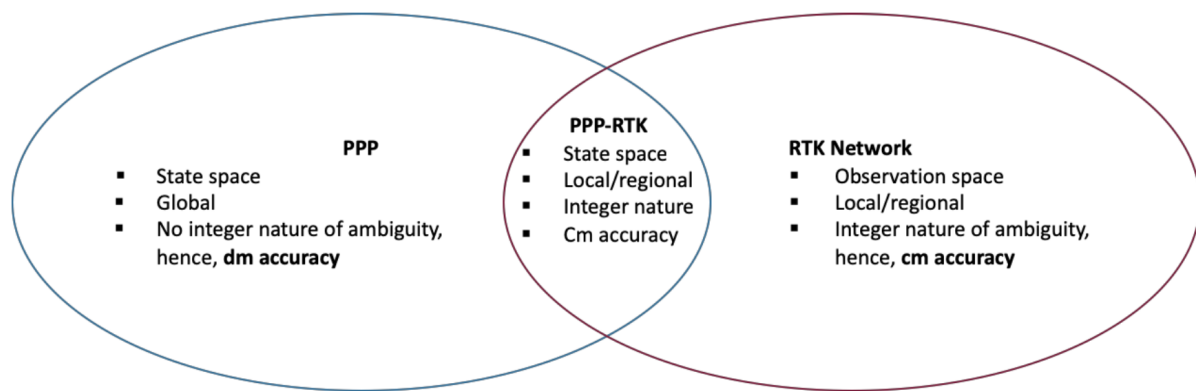 PPP
▪ State space
▪ Global
▪ No integer nature of ambiguity,
hence, dm accuracy
PPP-RTK
▪ State space
▪ Local/regional
▪ Integer nature
▪ Cm accuracy
RTK Network
▪ Observation space
▪ Local/regional
▪ Integer nature of ambiguity,
hence, cm accuracy